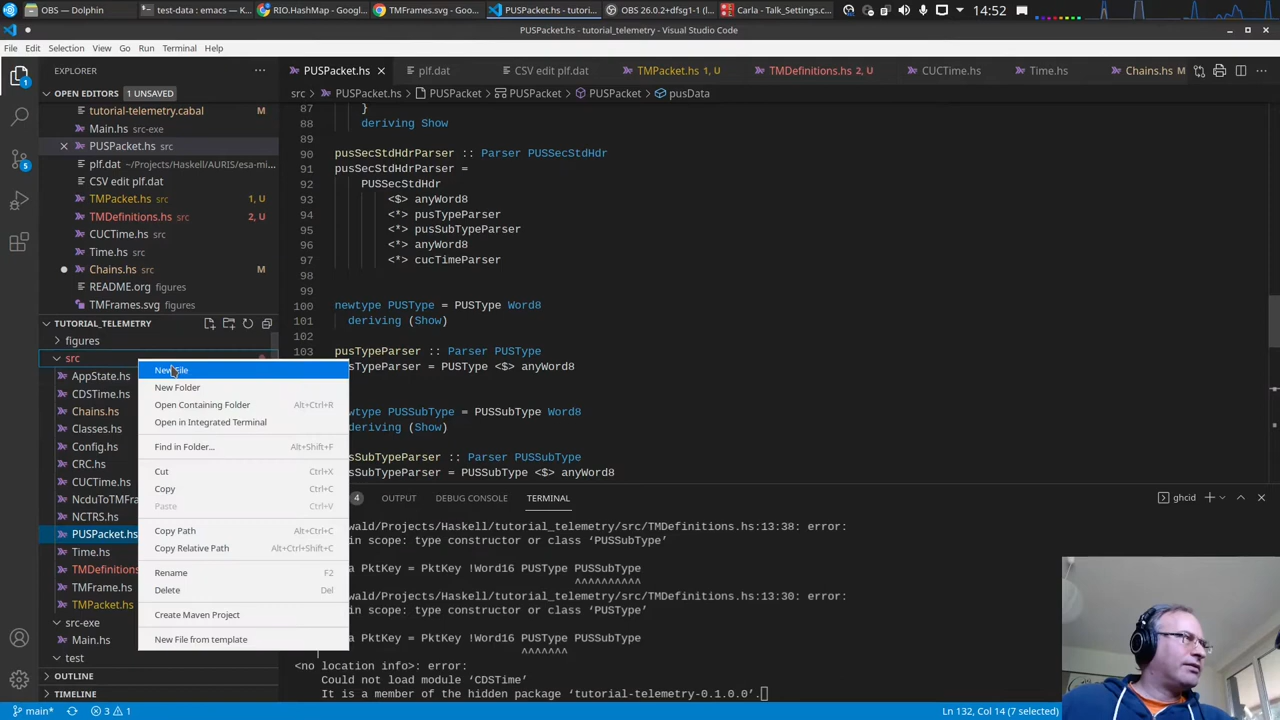 OBS — Dolphin
test-data : emacs — K...
RIO.HashMap - Googl...
TMFrames.svg - Goo...
PUSPacket.hs - tutori...
OBS 26.0.2+dfsg1-1 (l...
Carla - Talk_Settings.c...
14:52
PUSPacket.hs - tutorial_telemetry - Visual Studio Code
File Edit Selection View Go Run Terminal Help
EXPLORER
OPEN EDITORS 1 UNSAVED
tutorial-telemetry.cabal M
Main.hs src-exe
PUSPacket.hs src
plf.dat ~/Projects/Haskell/AURIS/esa-mi...
CSV edit plf.dat
TMPacket.hs 1, U
TMDefinitions.hs src 2, U
CUCTime.hs src
Time.hs src
Chains.hs src M
README.org figures
TMFrames.svg figures
TUTORIAL_TELEMETRY
figures
src
AppState.hs
CDSTime.hs
Chains.hs
Classes.hs
Config.hs
CRC.hs
CUCTime.hs
NcduToTMFra
NCTRS.hs
PUSPacket.hs
Time.hs
TMDefinitions
TMFrame.hs
TMPacket.hs
src-exe
Main.hs
test
OUTLINE
TIMELINE
New File
New Folder
Open Containing Folder Alt+Ctrl+R
Open in Integrated Terminal
Find in Folder... Alt+Shift+F
Cut Ctrl+X
Copy Ctrl+C
Paste Ctrl+V
Copy Path Alt+Ctrl+C
Copy Relative Path Alt+Ctrl+Shift+C
Rename F2
Delete Del
Create Maven Project
New File from template
PUSPacket.hs plf.dat CSV edit plf.dat TMPacket.hs 1, U TMDefinitions.hs 2, U CUCTime.hs Time.hs Chains.hs M
src > PUSPacket.hs > PUSPacket > PUSPacket > PUSPacket > pusData
87 }
88 deriving Show
89
90 pusSecStdHdrParser :: Parser PUSSecStdHdr
91 pusSecStdHdrParser =
92 PUSSecStdHdr
93 <$> anyWord8
94 <*> pusTypeParser
95 <*> pusSubTypeParser
96 <*> anyWord8
97 <*> cucTimeParser
98
99
100 newtype PUSType = PUSType Word8
101 deriving (Show)
102
103 pusTypeParser :: Parser PUSType
usTypeParser = PUSType <$> anyWord8
ewtype PUSSubType = PUSSubType Word8
deriving (Show)
usSubTypeParser :: Parser PUSSubType
usSubTypeParser = PUSSubType <$> anyWord8
4 OUTPUT DEBUG CONSOLE TERMINAL
ghcid
wald/Projects/Haskell/tutorial_telemetry/src/TMDefinitions.hs:13:38: error:
in scope: type constructor or class ‘PUSSubType’
a PktKey = PktKey !Word16 PUSType PUSSubType
^^^^^^^^^^
wald/Projects/Haskell/tutorial_telemetry/src/TMDefinitions.hs:13:30: error:
in scope: type constructor or class ‘PUSType’
a PktKey = PktKey !Word16 PUSType PUSSubType
^^^^^^^
<no location info>: error:
Could not load module ‘CDSTime’
It is a member of the hidden package ‘tutorial-telemetry-0.1.0.0’.
main* 3 1
Ln 132, Col 14 (7 selected)